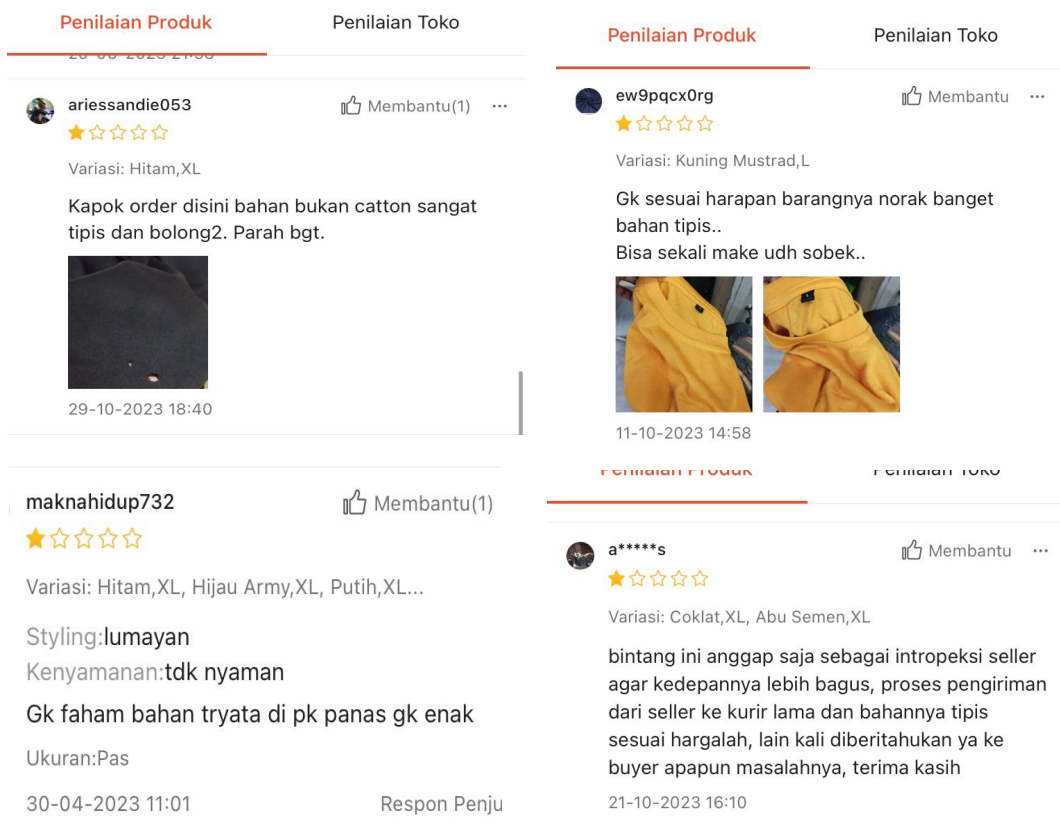 Penilaian Produk
Penilaian Toko
ariessandie053
Membantu(1)
Variasi: Hitam,XL
Kapok order disini bahan bukan catton sangat
tipis dan bolong2. Parah bgt.
29-10-2023 18:40
Penilaian Produk
Penilaian Toko
ew9pqcx0rg
Membantu
Variasi: Kuning Mustrad,L
Gk sesuai harapan barangnya norak banget
bahan tipis..
Bisa sekali make udh sobek..
11-10-2023 14:58
maknahidup732
Membantu(1)
Variasi: Hitam,XL, Hijau Army,XL, Putih,XL...
Styling:lumayan
Kenyamanan:tdk nyaman
Gk faham bahan tryata di pk panas gk enak
Ukuran:Pas
30-04-2023 11:01
Respon Penju
Penilaian Produk
Penilaian Toko
a*****s
Membantu
Variasi: Coklat,XL, Abu Semen,XL
bintang ini anggap saja sebagai intropeksi seller
agar kedepannya lebih bagus, proses pengiriman
dari seller ke kurir lama dan bahannya tipis
sesuai hargalah, lain kali diberitahukan ya ke
buyer apapun masalahnya, terima kasih
21-10-2023 16:10